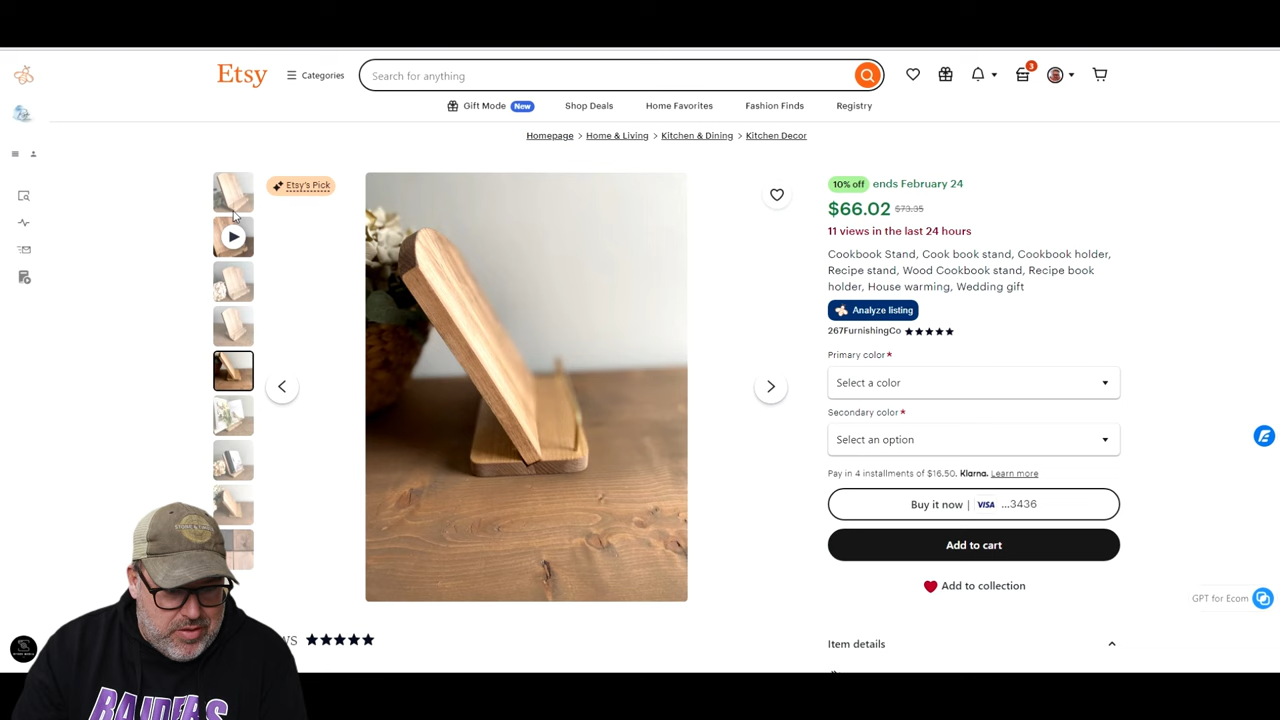 Etsy
Categories
Search for anything
3
Gift Mode New
Shop Deals
Home Favorites
Fashion Finds
Registry
Homepage > Home & Living > Kitchen & Dining > Kitchen Decor
Etsy's Pick
10% off ends February 24
$66.02 $73.35
11 views in the last 24 hours
Cookbook Stand, Cook book stand, Cookbook holder,
Recipe stand, Wood Cookbook stand, Recipe book
holder, House warming, Wedding gift
Analyze listing
267FurnishingCo
Primary color*
Select a color
Secondary color*
Select an option
Pay in 4 installments of $16.50. Klarna. Learn more
Buy it now | VISA ...3436
Add to cart
Add to collection
GPT for Ecom
Item details
RAIDERS